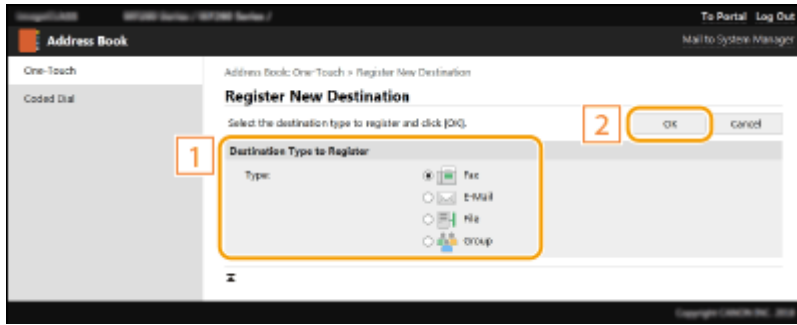 To Portal Log Out
Address Book
Mail to System Manager
One-Touch
Coded Dial
Address Book: One-Touch > Register New Destination
Register New Destination
Select the destination type to register and click [OK].
2
OK
Cancel
1
Destination Type to Register
Type:
Fax
E-Mail
File
Group